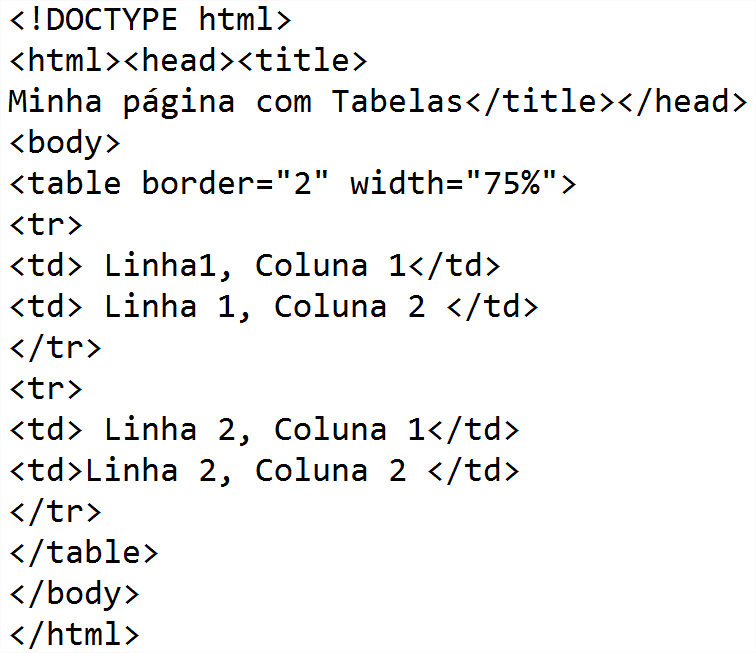 <!DOCTYPE html>
<html><head><title>
Minha página com Tabelas</title></head>
<body>
<table border="2" width="75%">
<tr>
<td> Linha1, Coluna 1</td>
<td> Linha 1, Coluna 2 </td>
</tr>
<tr>
<td> Linha 2, Coluna 1</td>
<td>Linha 2, Coluna 2 </td>
</tr>
</table>
</body>
</html>